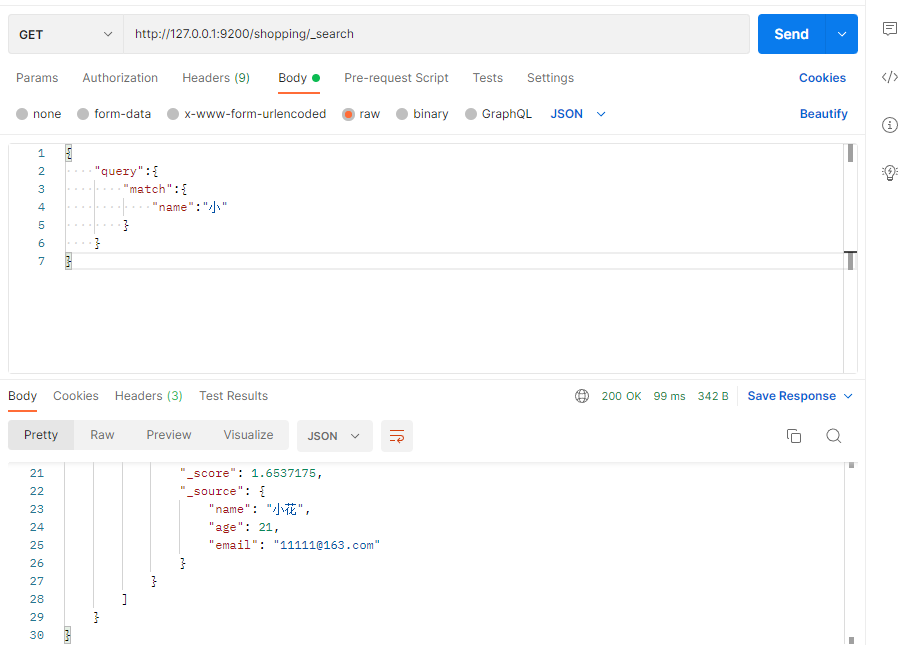 GET http://127.0.0.1:9200/shopping/_search Send
Params Authorization Headers (9) Body Pre-request Script Tests Settings Cookies
none form-data x-www-form-urlencoded raw binary GraphQL JSON Beautify
1 {
2 "query":{
3 "match":{
4 "name":"小"
5 }
6 }
7 }
Body Cookies Headers (3) Test Results 200 OK 99 ms 342 B Save Response
Pretty Raw Preview Visualize JSON
21 "_score": 1.6537175,
22 "_source": {
23 "name": "小花",
24 "age": 21,
25 "email": "11111@163.com"
26 }
27 }
28 ]
29 }
30 }